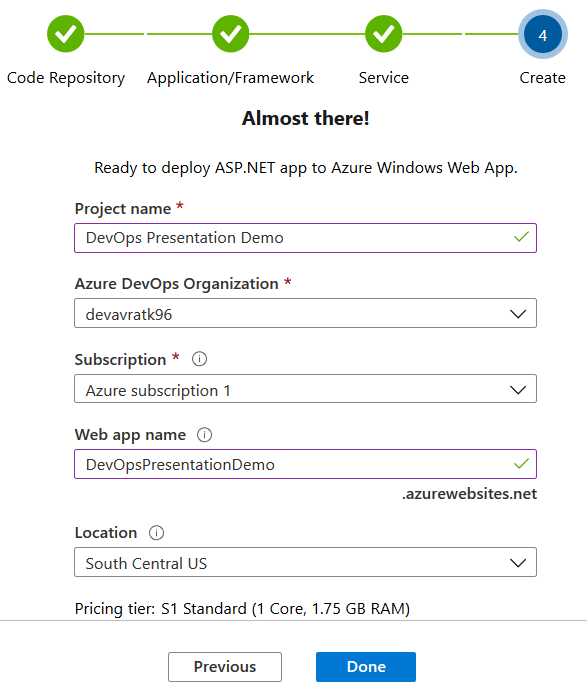 4
Code Repository Application/Framework Service Create
Almost there!
Ready to deploy ASP.NET app to Azure Windows Web App.
Project name *
DevOps Presentation Demo
Azure DevOps Organization *
devavratk96
Subscription *
Azure subscription 1
Web app name
DevOpsPresentationDemo
.azurewebsites.net
Location
South Central US
Pricing tier: S1 Standard (1 Core, 1.75 GB RAM)
Previous Done